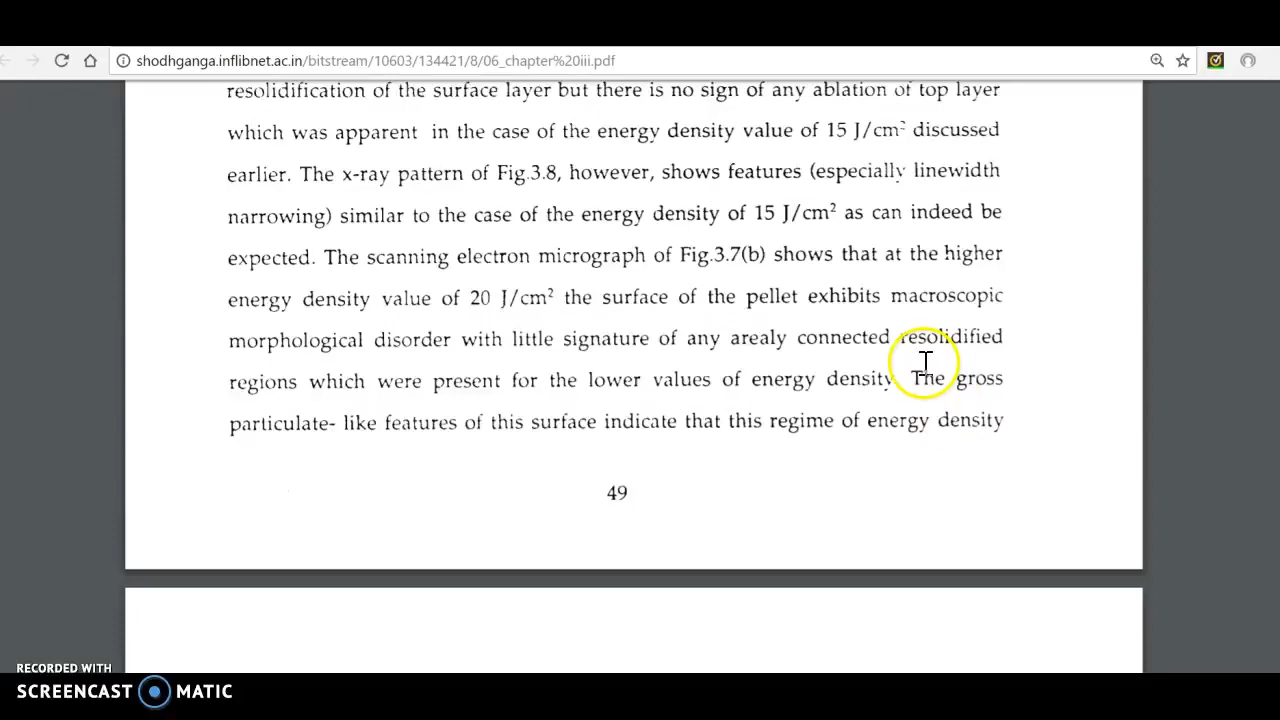 shodhganga.inflibnet.ac.in/bitstream/10603/134421/8/06_chapter%20iii.pdf
resolidification of the surface layer but there is no sign of any ablation of top layer
which was apparent in the case of the energy density value of 15 J/cm² discussed
earlier. The x-ray pattern of Fig.3.8, however, shows features (especially linewidth
narrowing) similar to the case of the energy density of 15 J/cm² as can indeed be
expected. The scanning electron micrograph of Fig.3.7(b) shows that at the higher
energy density value of 20 J/cm² the surface of the pellet exhibits macroscopic
morphological disorder with little signature of any arealy connected resolidified
regions which were present for the lower values of energy density. The gross
particulate- like features of this surface indicate that this regime of energy density
49
RECORDED WITH
SCREENCAST MATIC